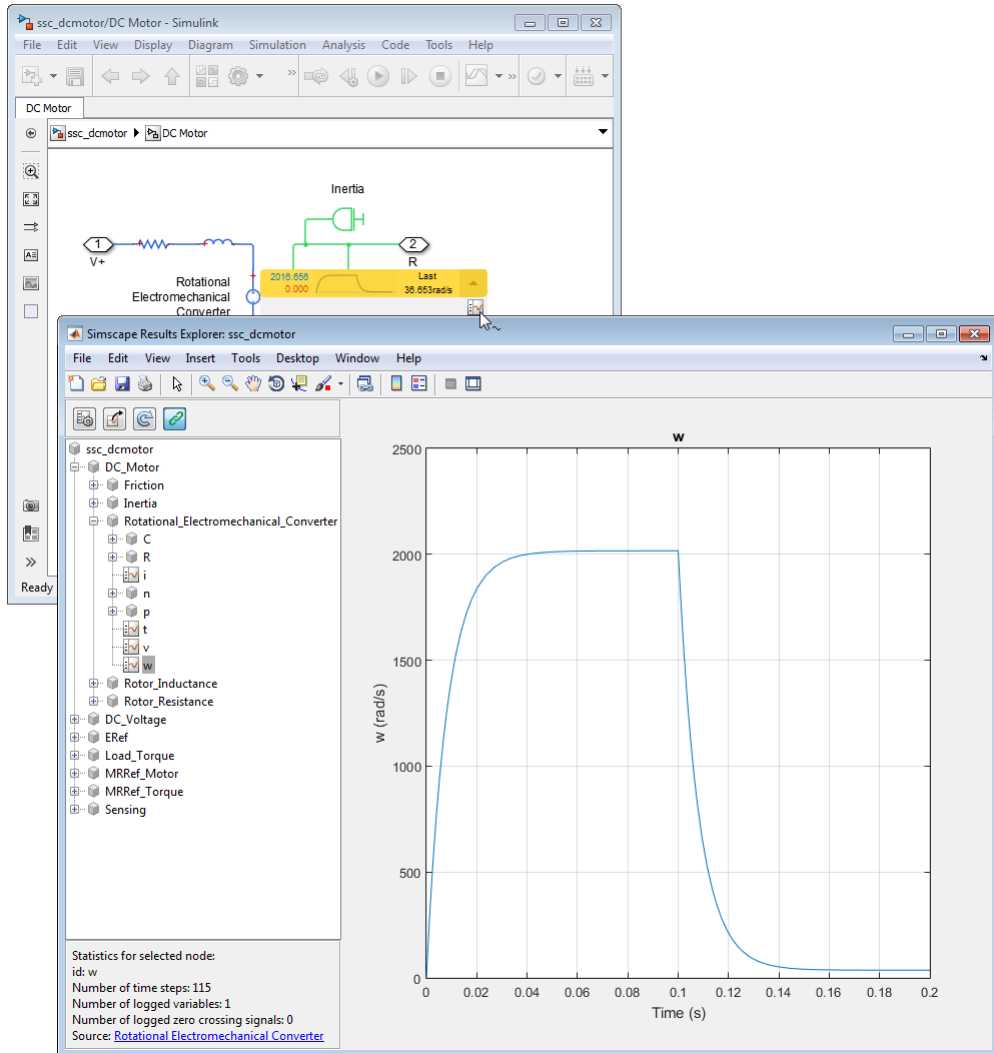 ssc_dcmotor/DC Motor - Simulink
File Edit View Display Diagram Simulation Analysis Code Tools Help
DC Motor
ssc_dcmotor DC Motor
Inertia
1
2
V+
R
Rotational
Electromechanical
Converter
2016.656
0.000
Last
36.653rad/s
Ready
Simscape Results Explorer: ssc_dcmotor
File Edit View Insert Tools Desktop Window Help
ssc_dcmotor
DC_Motor
Friction
Inertia
Rotational_Electromechanical_Converter
C
R
i
n
p
t
v
w
Rotor_Inductance
Rotor_Resistance
DC_Voltage
ERef
Load_Torque
MRRef_Motor
MRRef_Torque
Sensing
Statistics for selected node:
id: w
Number of time steps: 115
Number of logged variables: 1
Number of logged zero crossing signals: 0
Source: Rotational Electromechanical Converter
w
2500
2000
1500
1000
500
0
w (rad/s)
0 0.02 0.04 0.06 0.08 0.1 0.12 0.14 0.16 0.18 0.2
Time (s)